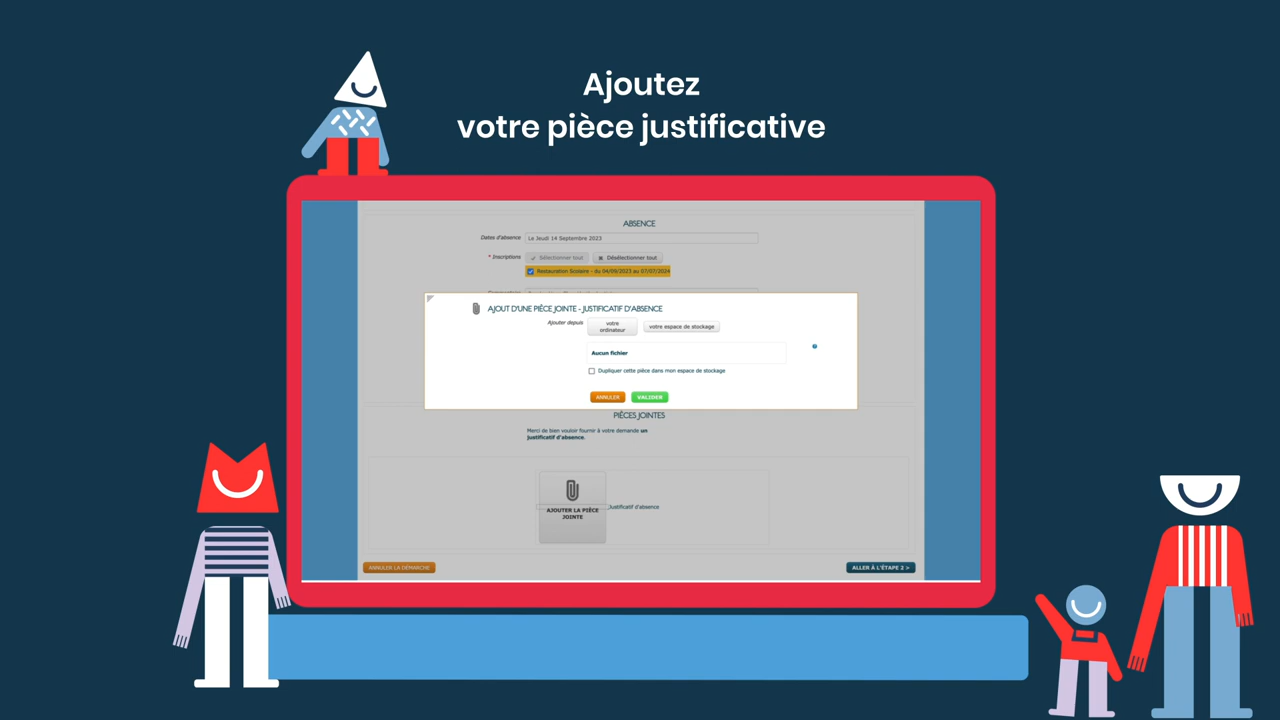 Ajoutez
votre pièce justificative
ABSENCE
Dates d'absence Le Jeudi 14 Septembre 2023
* Inscriptions Sélectionner tout Désélectionner tout
Restauration Scolaire - du 04/09/2023 au 07/07/2024
AJOUT D'UNE PIÈCE JOINTE - JUSTIFICATIF D'ABSENCE
Ajouter depuis votre ordinateur votre espace de stockage
Aucun fichier
Dupliquer cette pièce dans mon espace de stockage
ANNULER VALIDER
PIÈCES JOINTES
Merci de bien vouloir fournir à votre demande un
justificatif d'absence.
AJOUTER LA PIÈCE
JOINTE
Justificatif d'absence
ANNULER LA DÉMARCHE ALLER À L'ÉTAPE 2 >